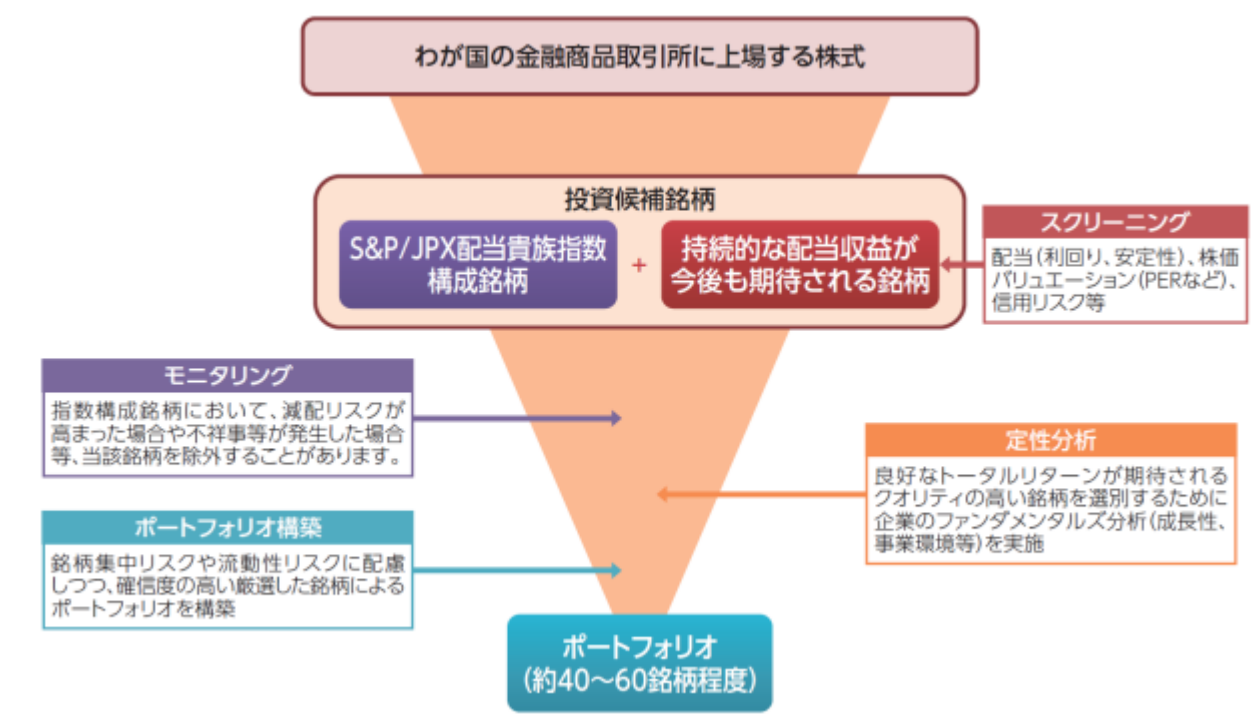 わが国の金融商品取引所に上場する株式
投資候補銘柄
S&P/JPX配当貴族指数
構成銘柄
+
持続的な配当収益が
今後も期待される銘柄
スクリーニング
配当(利回り、安定性)、株価
バリュエーション(PERなど)、
信用リスク等
モニタリング
指数構成銘柄において、減配リスクが
高まった場合や不祥事等が発生した場合
等、当該銘柄を除外することがあります。
定性分析
良好なトータルリターンが期待される
クオリティの高い銘柄を選別するために
企業のファンダメンタルズ分析(成長性、
事業環境等)を実施
ポートフォリオ構築
銘柄集中リスクや流動性リスクに配慮
しつつ、確信度の高い厳選した銘柄による
ポートフォリオを構築
ポートフォリオ
(約40〜60銘柄程度)